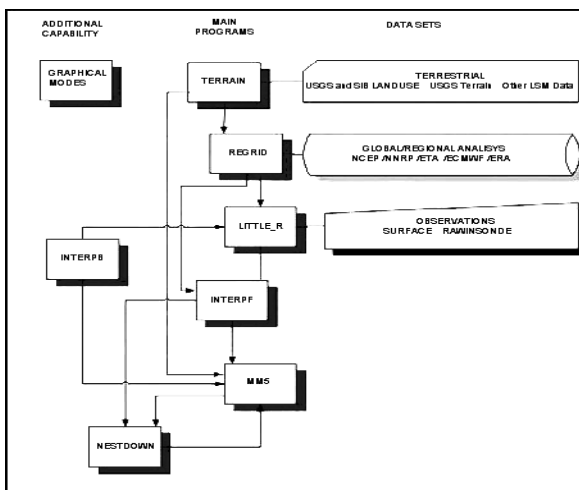 ADDITIONAL
CAPABILITY
MAIN
PROGRAMS
DATA SETS
GRAPHICAL
MODES
TERRAIN
TERRESTRIAL
USGS and SIB LANDUSE USGS Terrain Other LSM Data
REGRID
GLOBAL/REGIONAL ANALISYS
NCEP/NNRP/ETA/ECMWF/ERA
LITTLE_R
OBSERVATIONS
SURFACE RAWINSONDE
INTERPB
INTERPF
MM5
NESTDOWN